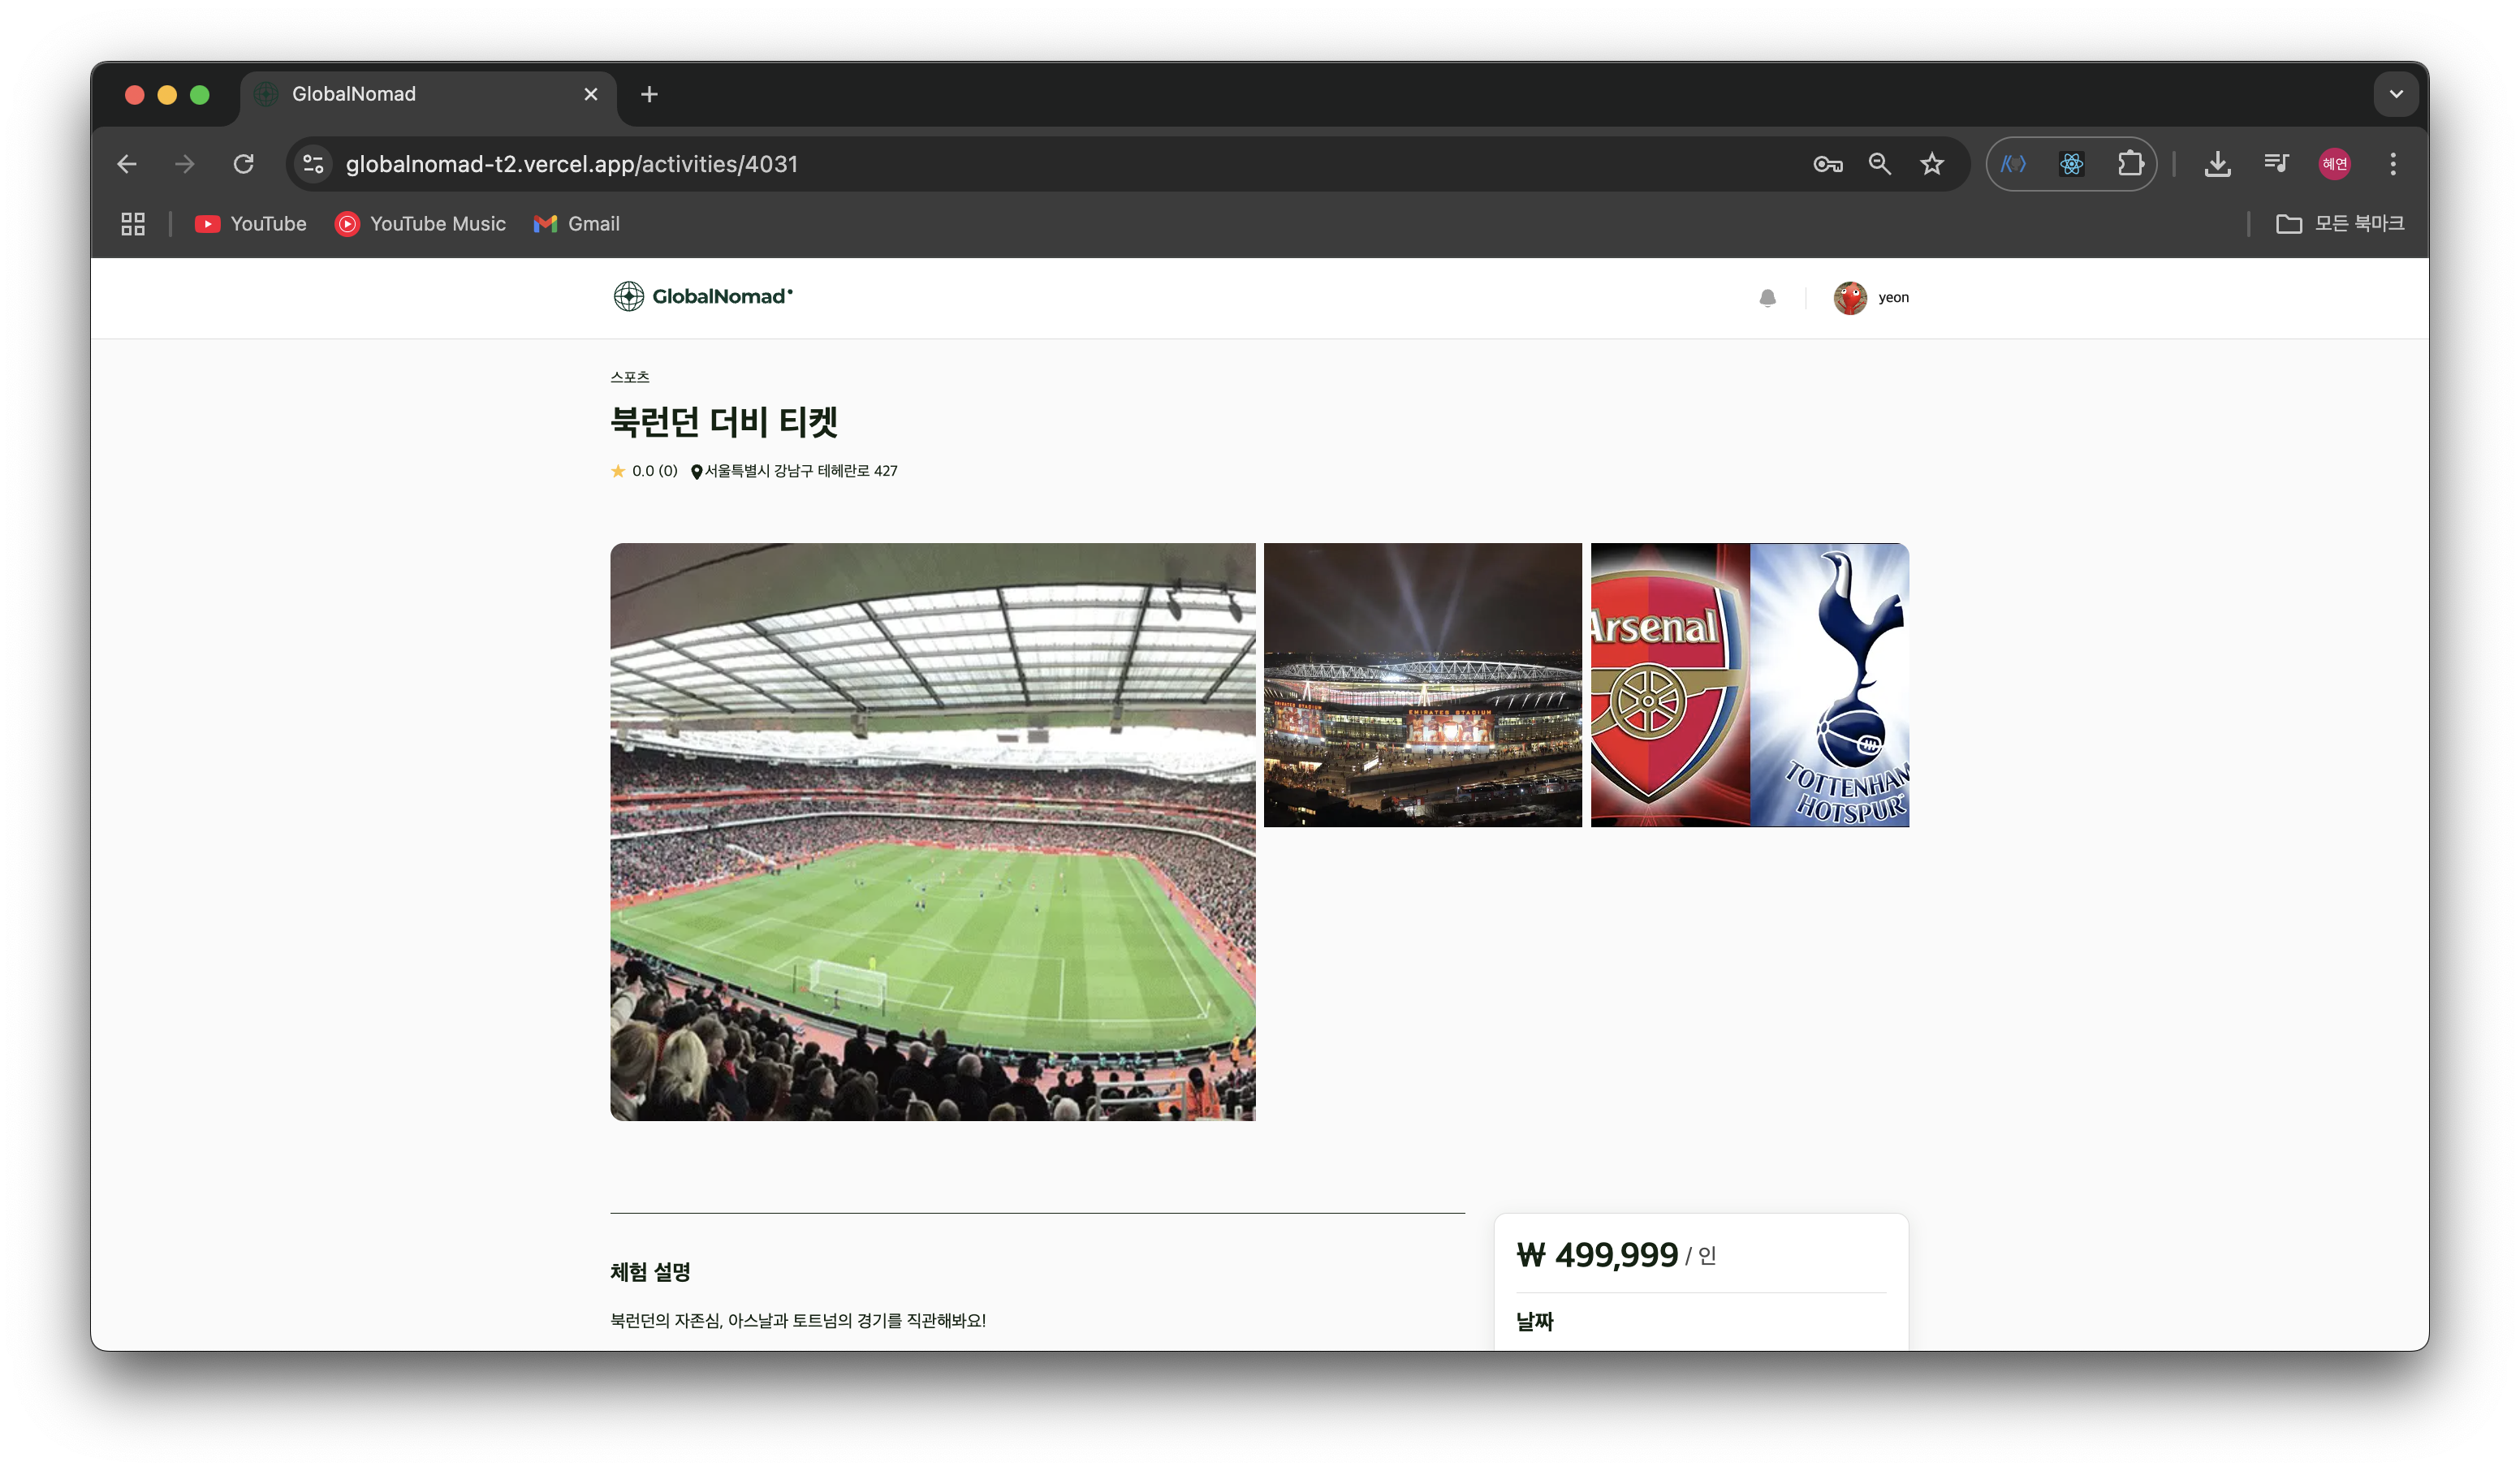 GlobalNomad
globalnomad-t2.vercel.app/activities/4031
혜연
YouTube
YouTube Music
Gmail
모든 북마크
GlobalNomad
yeon
스포츠
북런던 더비 티켓
0.0 (0) 서울특별시 강남구 테헤란로 427
Arsenal
EMIRATES STADIUM
EMIRATES STADIUM
TOTTENHAM
HOTSPUR
₩ 499,999 / 인
체험 설명
날짜
북런던의 자존심, 아스날과 토트넘의 경기를 직관해봐요!